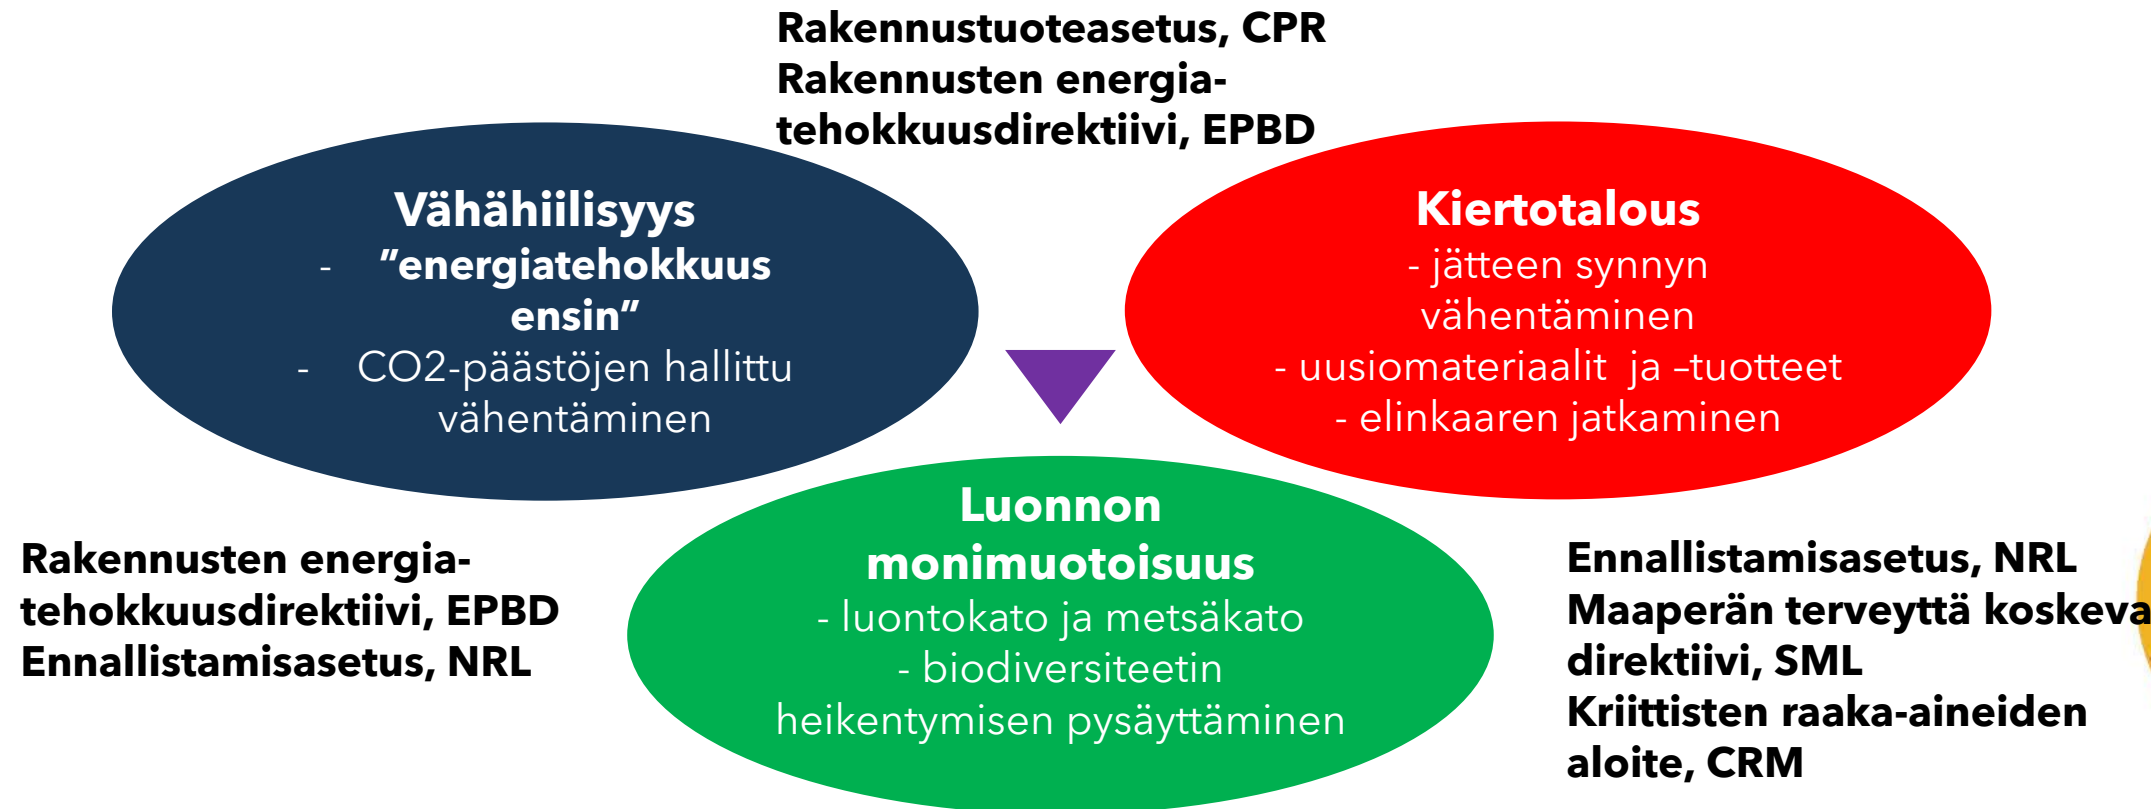 Rakennustuoteasetus, CPR
Rakennusten energia-
tehokkuusdirektiivi, EPBD
Vähähiilisyys
- ”energiatehokkuus
ensin”
- CO2-päästöjen hallittu
vähentäminen
Kiertotalous
- jätteen synnyn
vähentäminen
- uusiomateriaalit ja –tuotteet
- elinkaaren jatkaminen
Luonnon
monimuotoisuus
- luontokato ja metsäkato
- biodiversiteetin
heikentymisen pysäyttäminen
Rakennusten energia-
tehokkuusdirektiivi, EPBD
Ennallistamisasetus, NRL
Ennallistamisasetus, NRL
Maaperän terveyttä koskeva
direktiivi, SML
Kriittisten raaka-aineiden
aloite, CRM